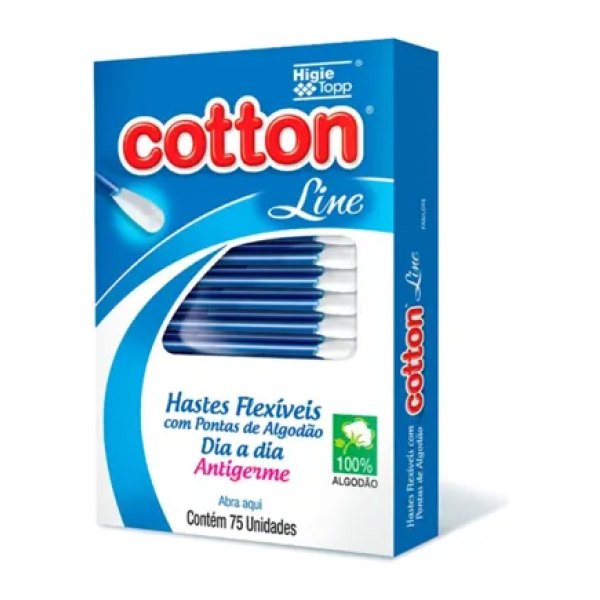 Higie
Topp ®
cotton ®
Line
Hastes Flexíveis
com Pontas de Algodão
Dia a dia
Antigerme
100%
ALGODÃO
Abra aqui
Contém 75 Unidades
cotton ® Line
Hastes Flexíveis com
Pontas de Algodão